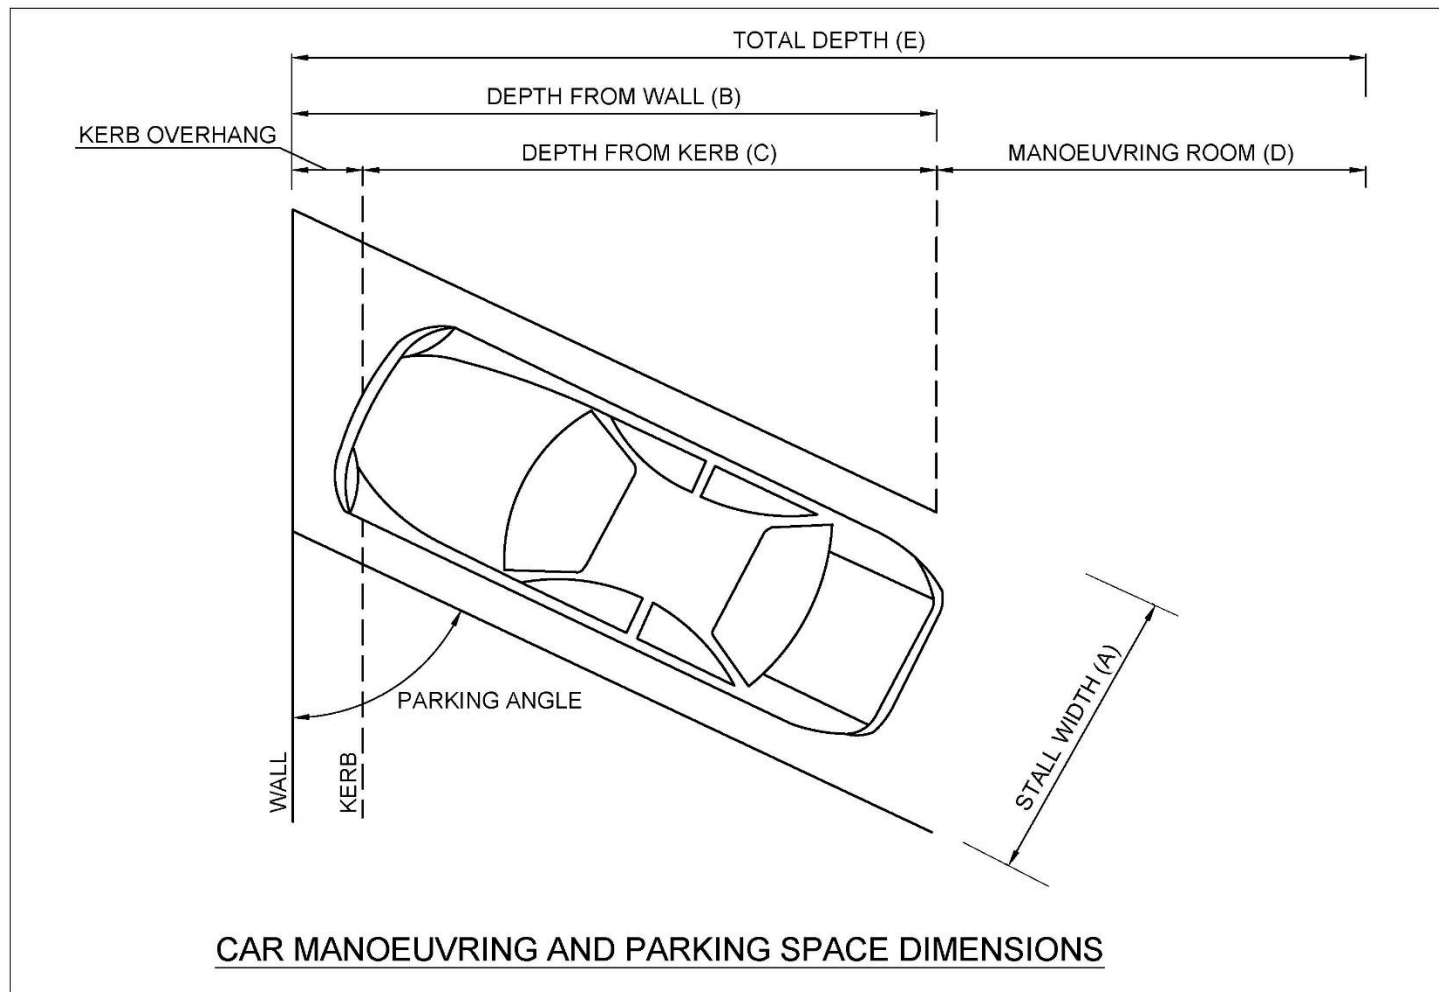 TOTAL DEPTH (E)
DEPTH FROM WALL (B)
KERB OVERHANG
DEPTH FROM KERB (C)
MANOEUVRING ROOM (D)
PARKING ANGLE
WALL
KERB
STALL WIDTH (A)
CAR MANOEUVRING AND PARKING SPACE DIMENSIONS